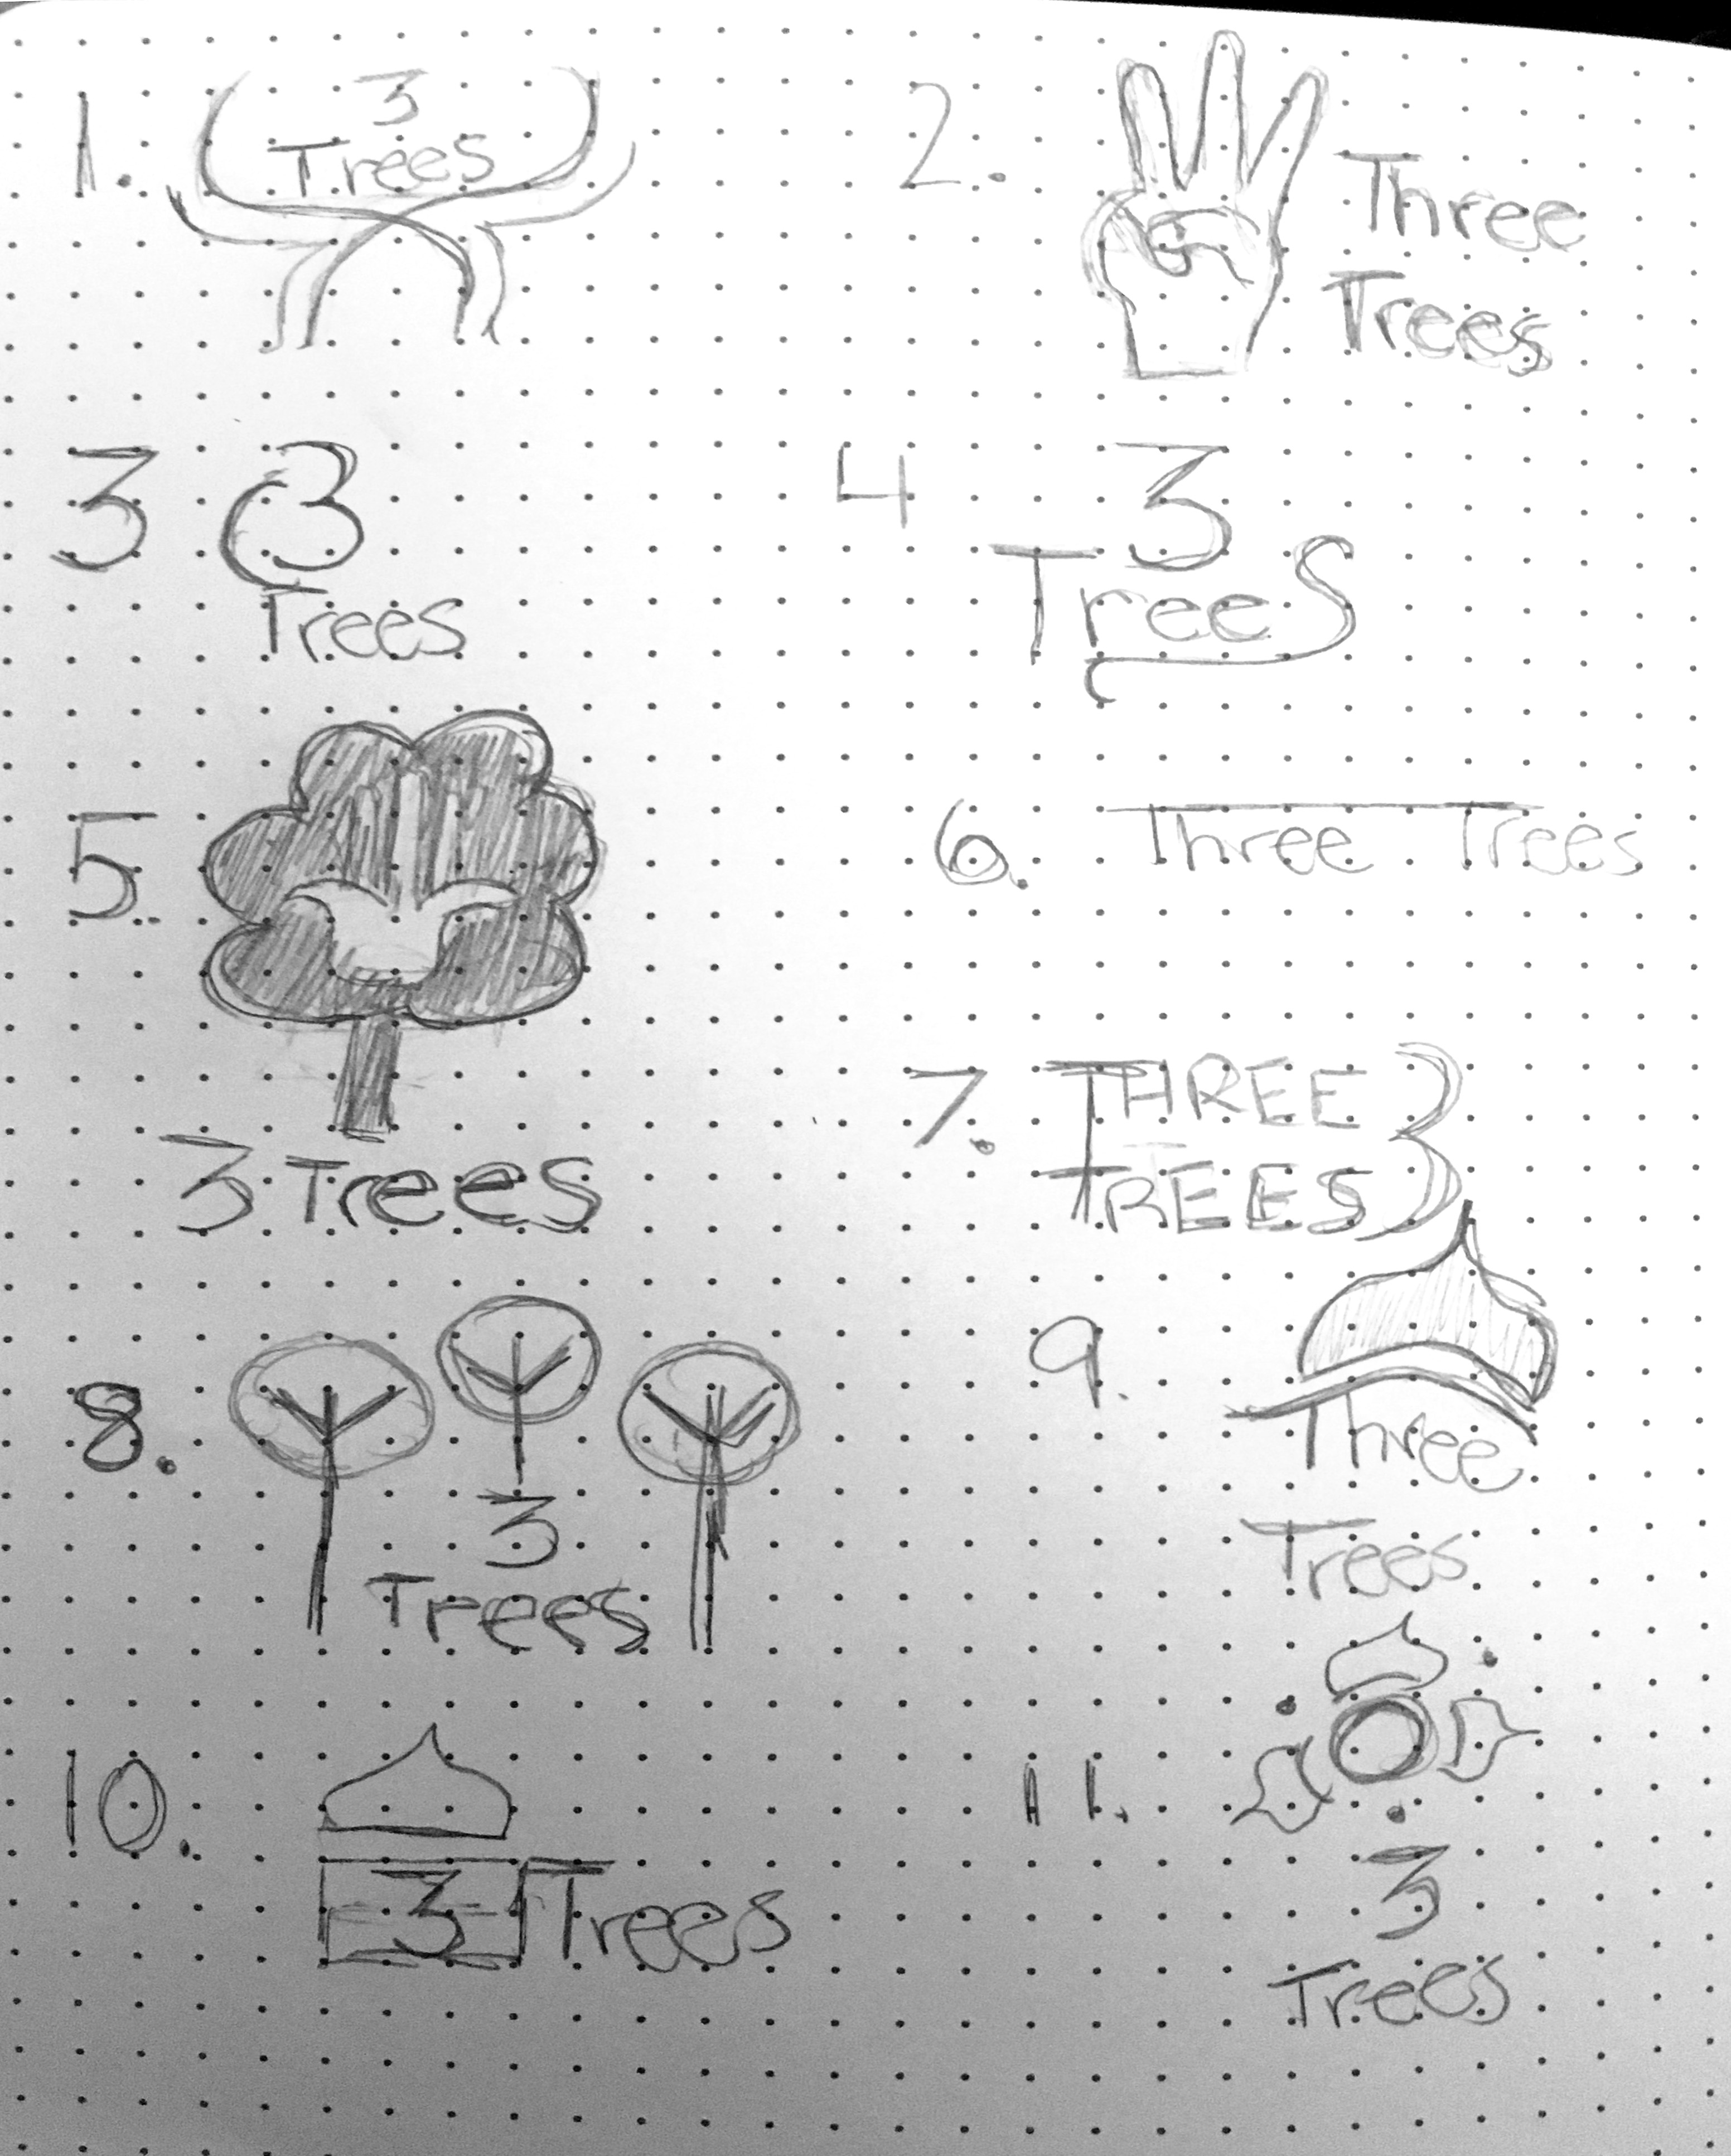 1.
3
Trees
2.
Three
Trees
3
3
Trees
4
3
Trees
5.
3 Trees
6. Three Trees
7. THREE
TREES 3
8.
3
Trees
9.
Three
Trees
10.
3 Trees
11.
3
Trees